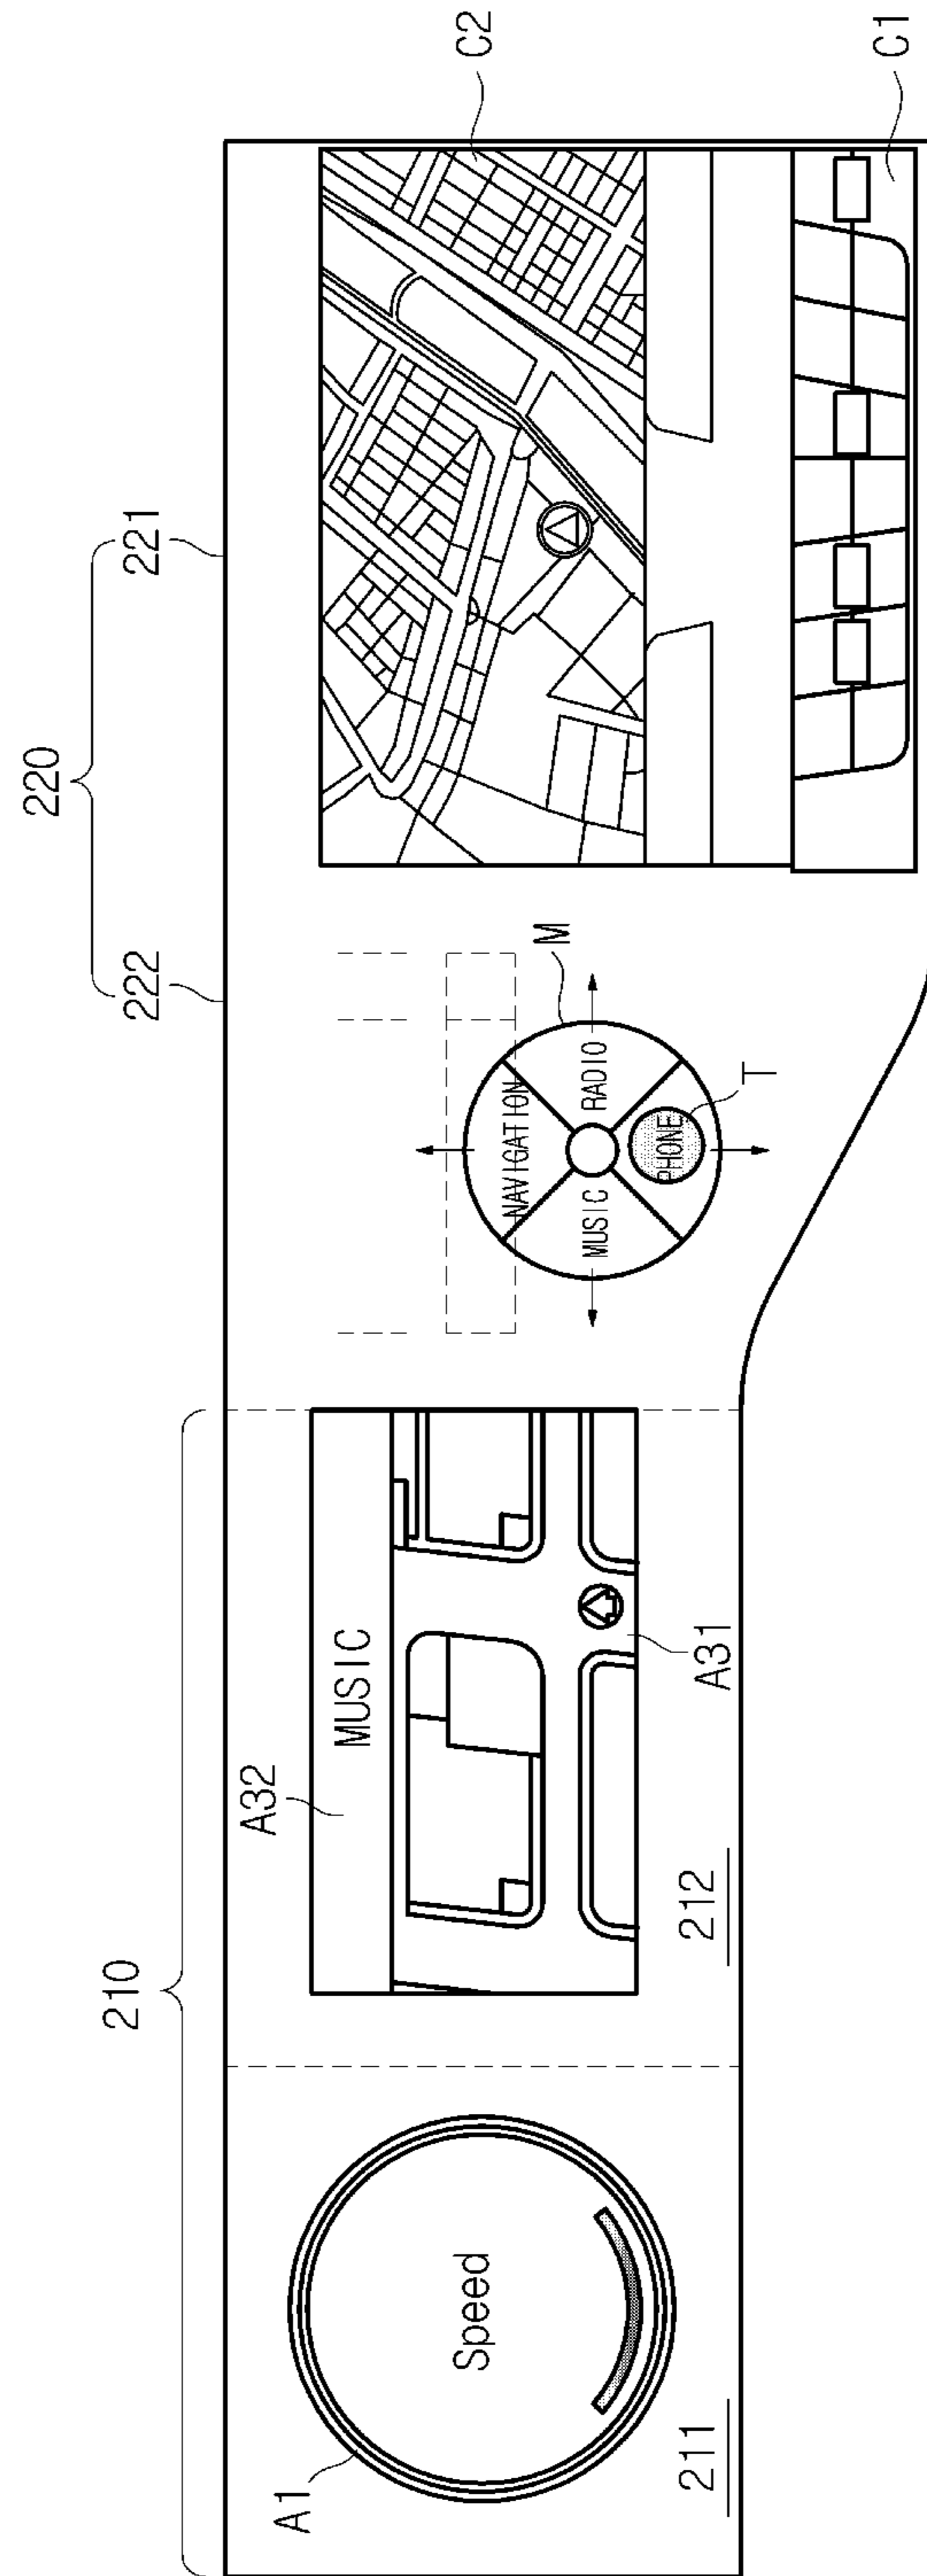 220
210
222
221
A1
A32
M
C2
MUSIC
NAVIGATION
Speed
MUSIC
RADIO
PHONE
T
A31
211
212
C1